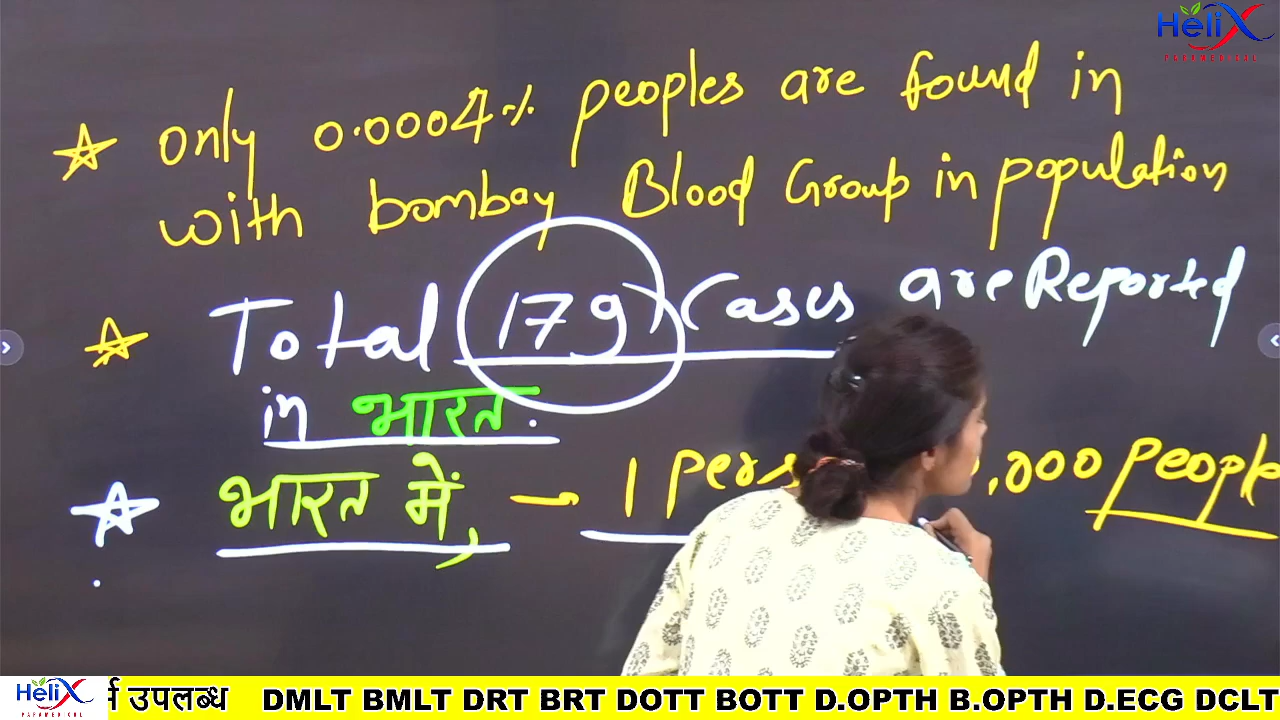 HeliX
PARAMEDICAL
only 0.0004% peoples are found in
with bombay Blood Group in population
Total 179 Cases are Reported
in भारत.
भारत में, → 1 pers ,000 people
HeliX
PARAMEDICAL
उपलब्ध DMLT BMLT DRT BRT DOTT BOTT D.OPTH B.OPTH D.ECG DCLT